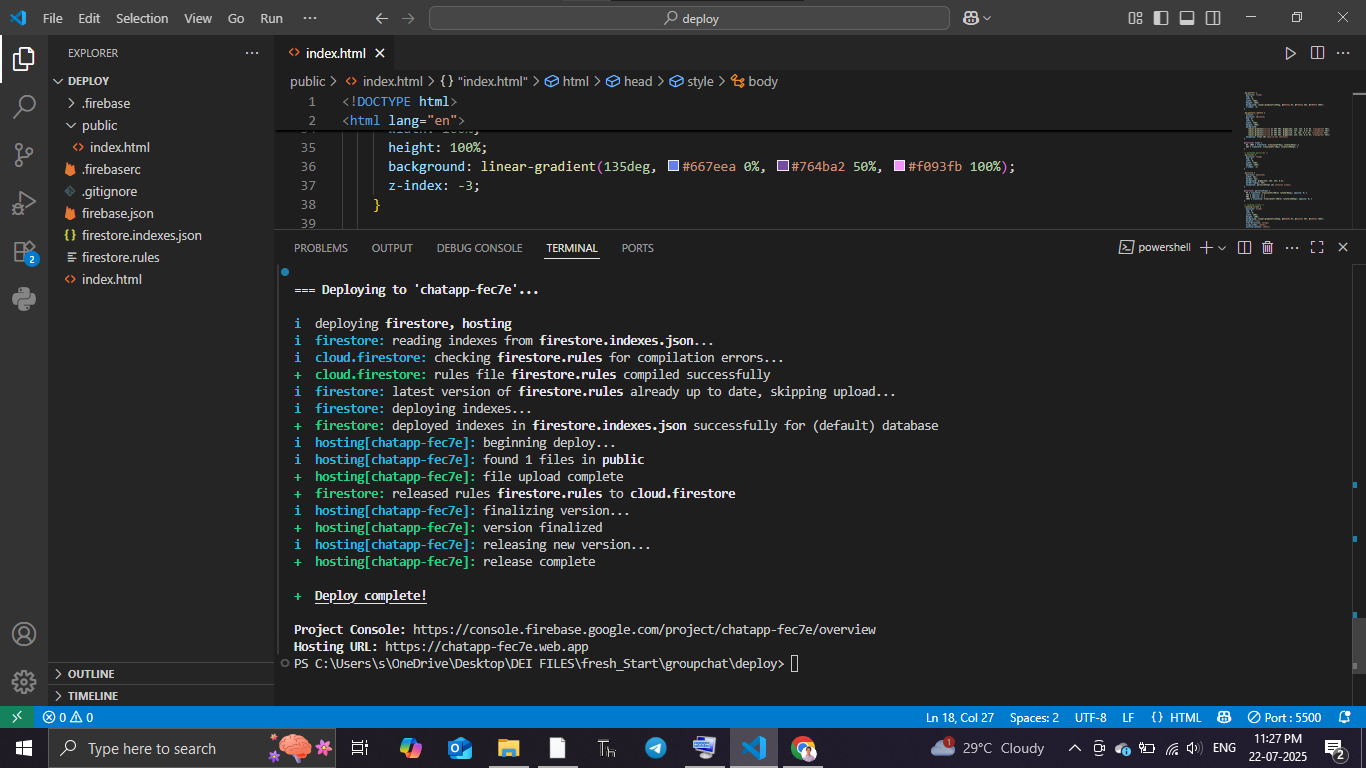 File Edit Selection View Go Run ···
deploy
EXPLORER ···
DEPLOY
.firebase
public
index.html
.firebaserc
.gitignore
firebase.json
firestore.indexes.json
firestore.rules
index.html
OUTLINE
TIMELINE
2
index.html
public > index.html > {} "index.html" > html > head > style > body
1 <!DOCTYPE html>
2 <html lang="en">
35 height: 100%;
36 background: linear-gradient(135deg, #667eea 0%, #764ba2 50%, #f093fb 100%);
37 z-index: -3;
38 }
39
PROBLEMS OUTPUT DEBUG CONSOLE TERMINAL PORTS
powershell
=== Deploying to 'chatapp-fec7e'...
i deploying firestore, hosting
i firestore: reading indexes from firestore.indexes.json...
i cloud.firestore: checking firestore.rules for compilation errors...
+ cloud.firestore: rules file firestore.rules compiled successfully
i firestore: latest version of firestore.rules already up to date, skipping upload...
i firestore: deploying indexes...
+ firestore: deployed indexes in firestore.indexes.json successfully for (default) database
i hosting[chatapp-fec7e]: beginning deploy...
i hosting[chatapp-fec7e]: found 1 files in public
+ hosting[chatapp-fec7e]: file upload complete
+ firestore: released rules firestore.rules to cloud.firestore
i hosting[chatapp-fec7e]: finalizing version...
+ hosting[chatapp-fec7e]: version finalized
i hosting[chatapp-fec7e]: releasing new version...
+ hosting[chatapp-fec7e]: release complete
+ Deploy complete!
Project Console: https://console.firebase.google.com/project/chatapp-fec7e/overview
Hosting URL: https://chatapp-fec7e.web.app
PS C:\Users\s\OneDrive\Desktop\DEI FILES\fresh_Start\groupchat\deploy>
0 0
Ln 18, Col 27 Spaces: 2 UTF-8 LF {} HTML Port : 5500
Type here to search
1 29°C Cloudy
ENG
11:27 PM
22-07-2025
2